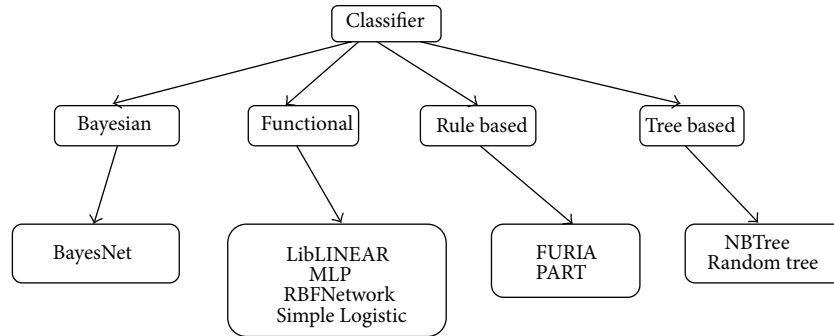 Classifier
Bayesian
Functional
Rule based
Tree based
BayesNet
LibLINEAR
MLP
RBFNetwork
Simple Logistic
FURIA
PART
NBTree
Random tree